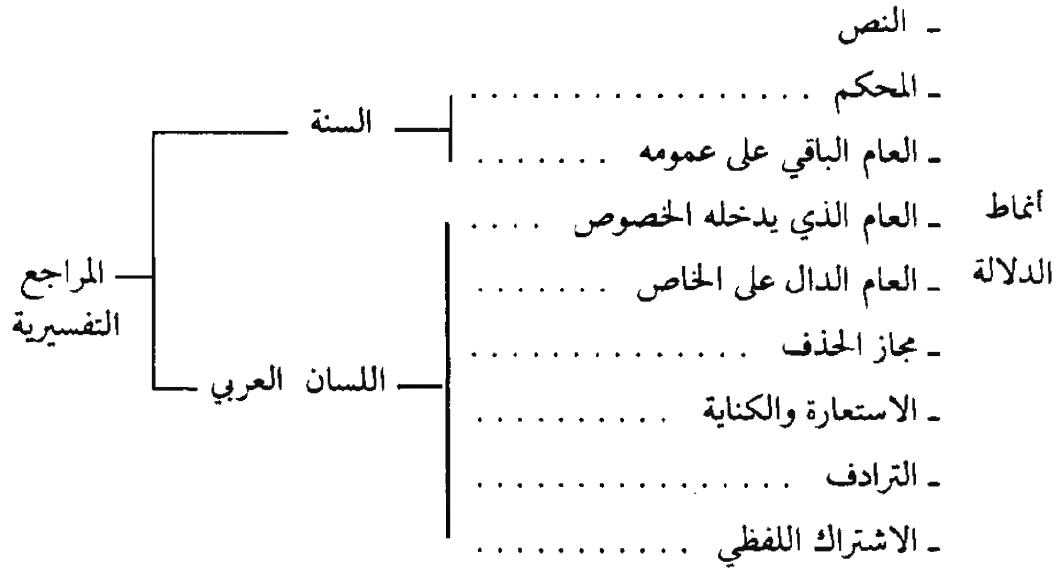 - النص
- المحكم . . . . . . . . . . . . . . . . .
السنة
- العام الباقي على عمومه . . . . . . .
أنماط
- العام الذي يدخله الخصوص . . . .
المراجع
الدلالة
- العام الدال على الخاص . . . . . . .
التفسيرية
- مجاز الحذف . . . . . . . . . . . . . .
اللسان العربي
- الاستعارة والكناية . . . . . . . . . .
- الترادف . . . . . . . . . . . . . . . .
- الاشتراك اللفظي . . . . . . . . . . .